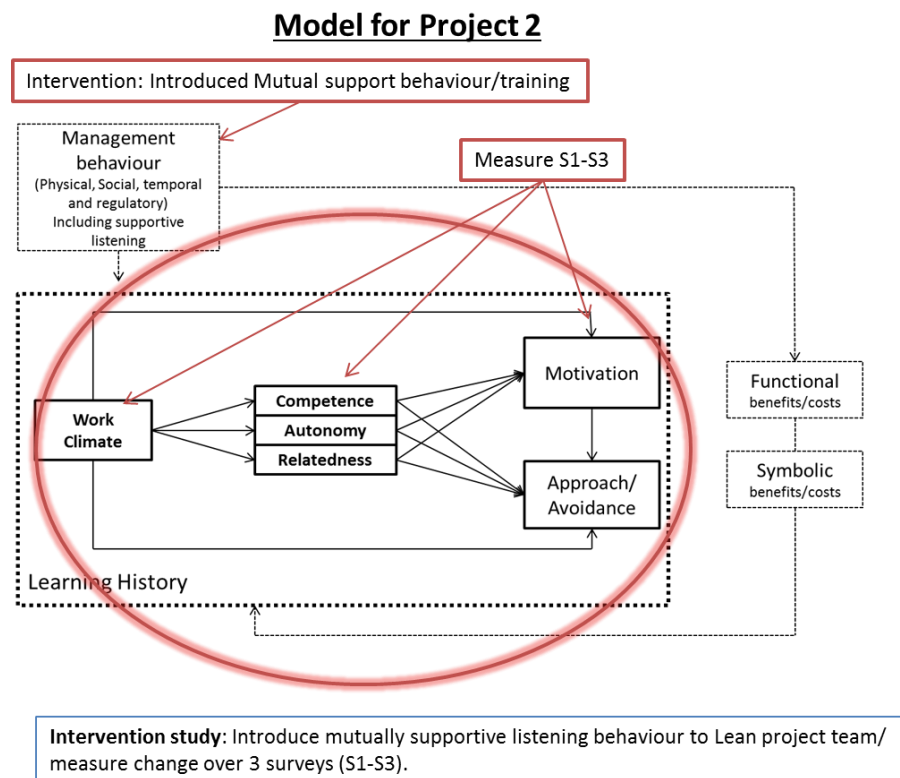 Model for Project 2
Intervention: Introduced Mutual support behaviour/training
Management
behaviour
(Physical, Social, temporal
and regulatory)
Including supportive
listening
Measure S1-S3
Work
Climate
Competence
Autonomy
Relatedness
Motivation
Approach/
Avoidance
Functional
benefits/costs
Symbolic
benefits/costs
Learning History
Intervention study: Introduce mutually supportive listening behaviour to Lean project team/
measure change over 3 surveys (S1-S3).